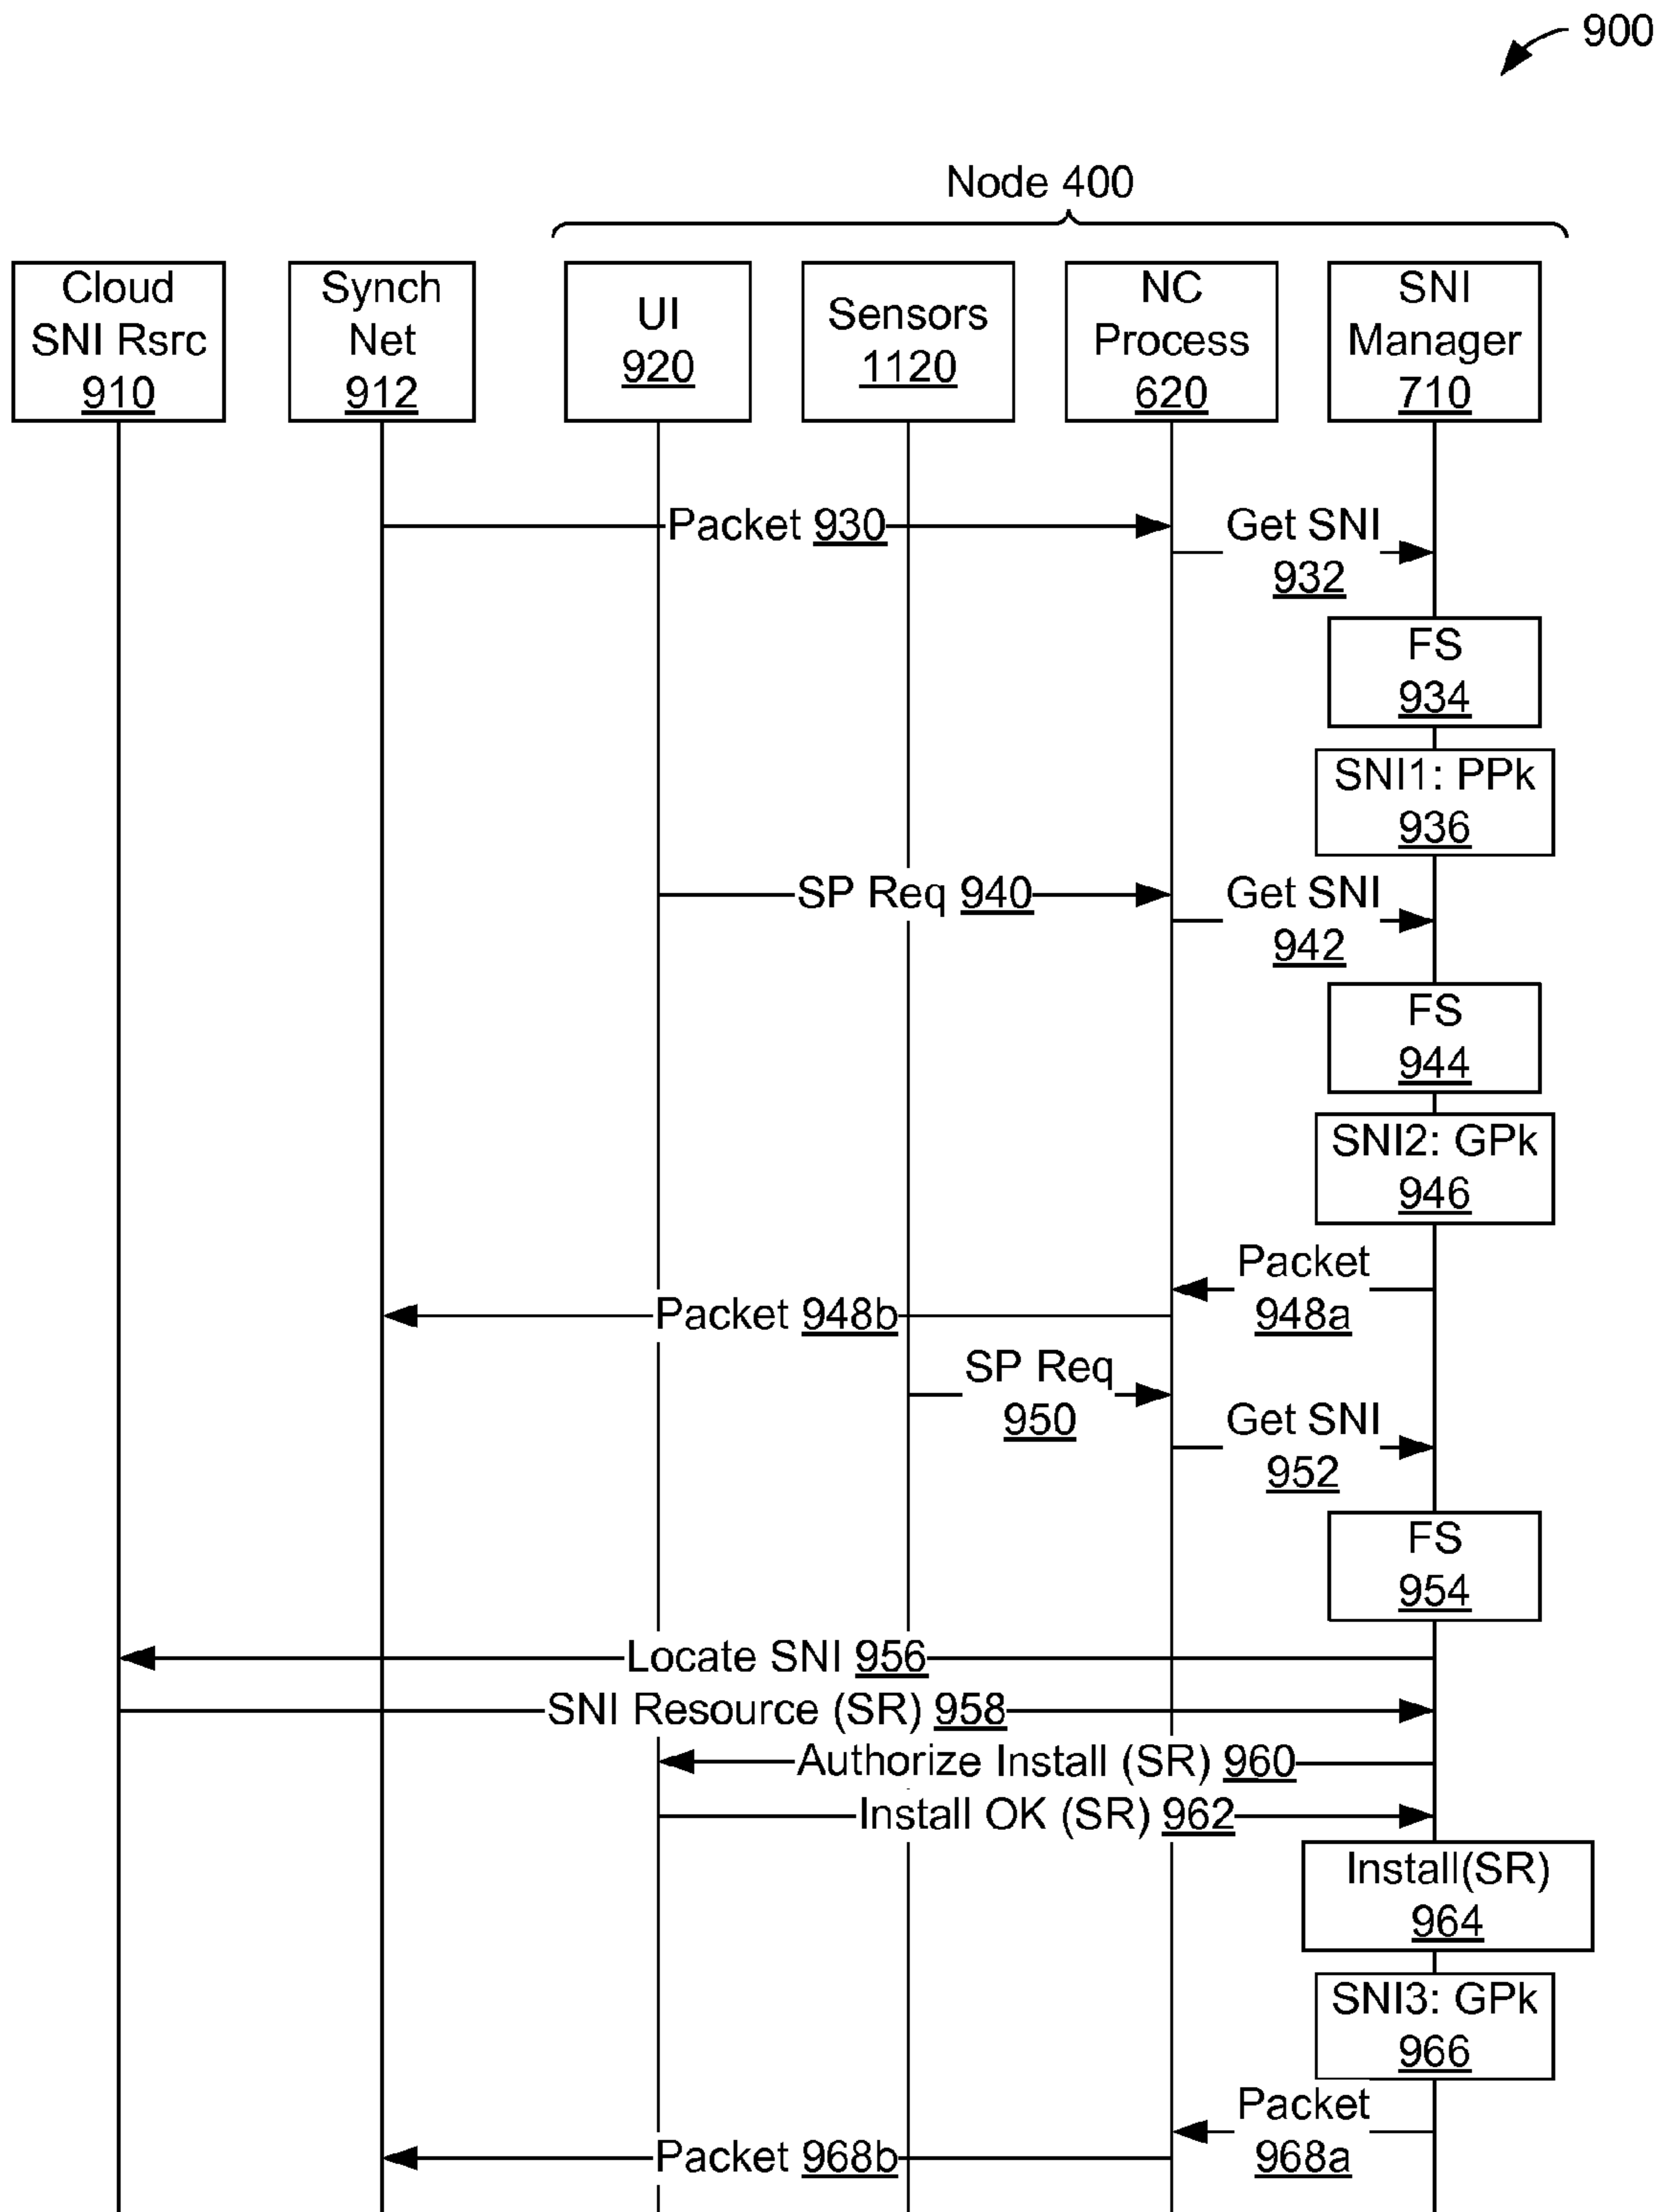 900
Node 400
Cloud
SNI Rsrc
910
Synch
Net
912
UI
920
Sensors
1120
NC
Process
620
SNI
Manager
710
Packet 930
Get SNI
932
FS
934
SNI1: PPk
936
SP Req 940
Get SNI
942
FS
944
SNI2: GPk
946
Packet
948a
Packet 948b
SP Req
950
Get SNI
952
FS
954
Locate SNI 956
SNI Resource (SR) 958
Authorize Install (SR) 960
Install OK (SR) 962
Install(SR)
964
SNI3: GPk
966
Packet
968a
Packet 968b